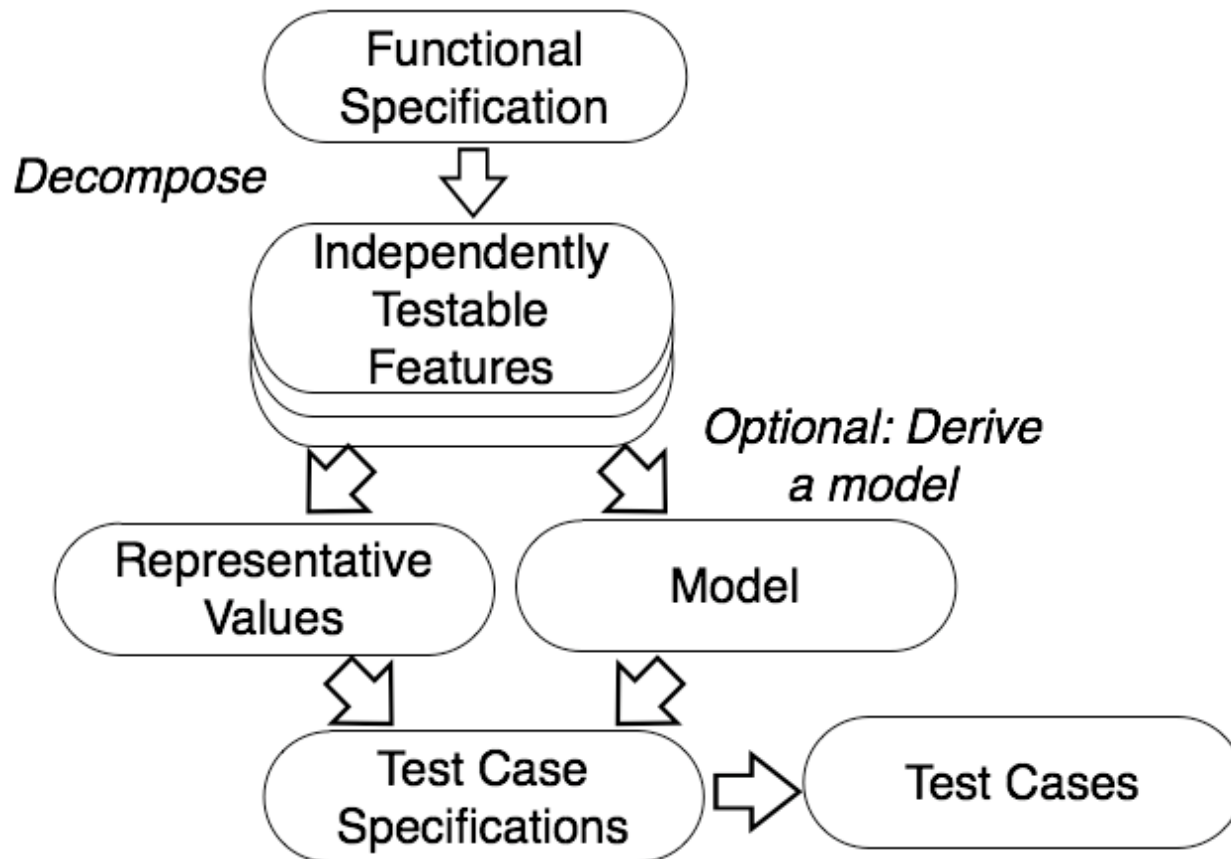 Functional
Specification
Decompose
Independently
Testable
Features
Optional: Derive
a model
Representative
Values
Model
Test Case
Specifications
Test Cases